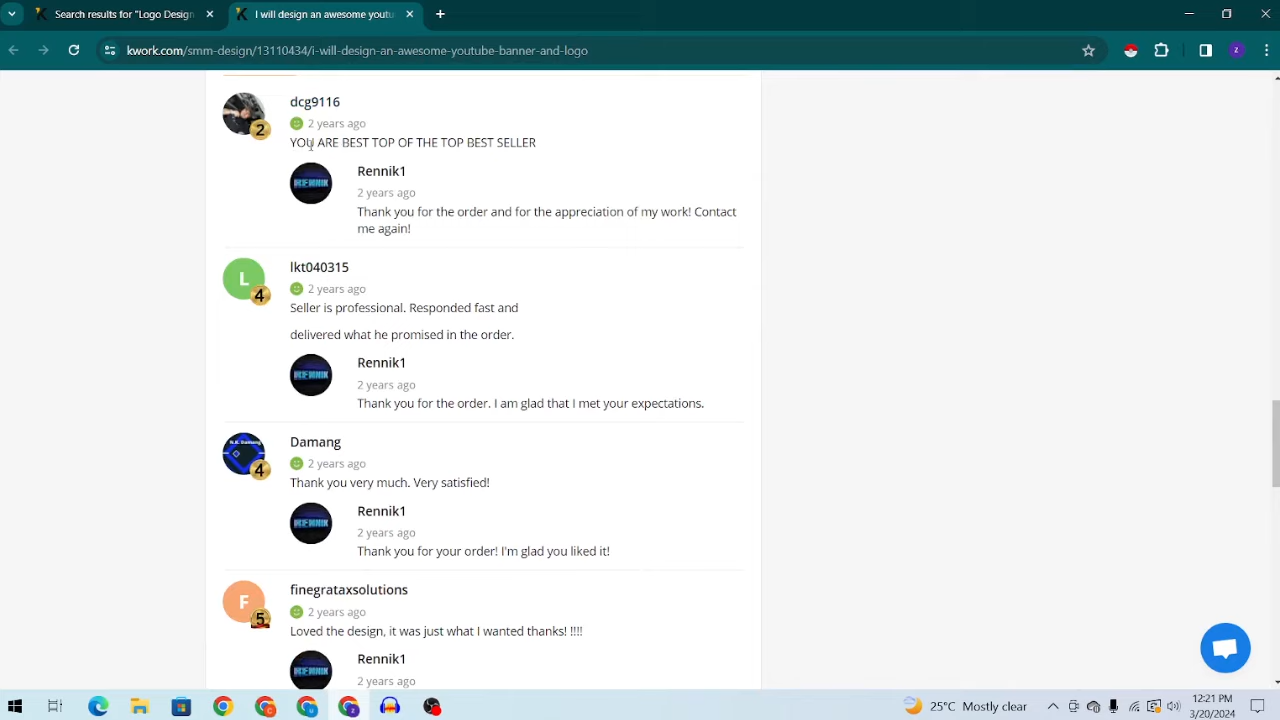 Search results for "Logo Design
I will design an awesome youtu
kwork.com/smm-design/13110434/i-will-design-an-awesome-youtube-banner-and-logo
Z
dcg9116
2
2 years ago
YOU ARE BEST TOP OF THE TOP BEST SELLER
RENNIK
Rennik1
2 years ago
Thank you for the order and for the appreciation of my work! Contact
me again!
L
4
lkt040315
2 years ago
Seller is professional. Responded fast and
delivered what he promised in the order.
RENNIK
Rennik1
2 years ago
Thank you for the order. I am glad that I met your expectations.
N.K Damang
4
Damang
2 years ago
Thank you very much. Very satisfied!
RENNIK
Rennik1
2 years ago
Thank you for your order! I'm glad you liked it!
F
5
finegrataxsolutions
2 years ago
Loved the design, it was just what I wanted thanks! !!!!
RENNIK
Rennik1
2 years ago
25°C Mostly clear
12:21 PM
3/20/2024